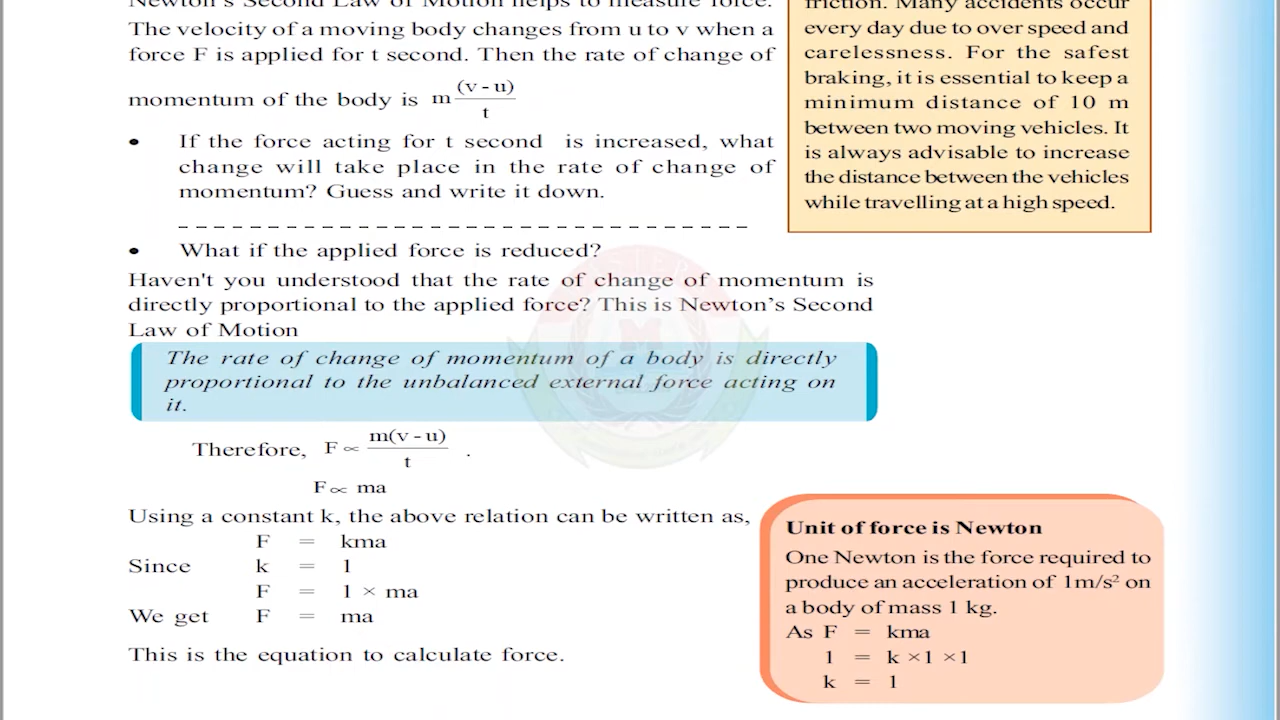 Newton's Second Law of Motion helps to measure force.
The velocity of a moving body changes from u to v when a
force F is applied for t second. Then the rate of change of
momentum of the body is m (v - u)
t
• If the force acting for t second is increased, what
change will take place in the rate of change of
momentum? Guess and write it down.
• What if the applied force is reduced?
Haven't you understood that the rate of change of momentum is
directly proportional to the applied force? This is Newton's Second
Law of Motion
The rate of change of momentum of a body is directly
proportional to the unbalanced external force acting on
it.
Therefore, F ∝ m(v - u)
t .
F ∝ ma
Using a constant k, the above relation can be written as,
F = kma
Since k = 1
F = 1 × ma
We get F = ma
This is the equation to calculate force.
friction. Many accidents occur
every day due to over speed and
carelessness. For the safest
braking, it is essential to keep a
minimum distance of 10 m
between two moving vehicles. It
is always advisable to increase
the distance between the vehicles
while travelling at a high speed.
Unit of force is Newton
One Newton is the force required to
produce an acceleration of 1m/s² on
a body of mass 1 kg.
As F = kma
1 = k ×1 ×1
k = 1
M